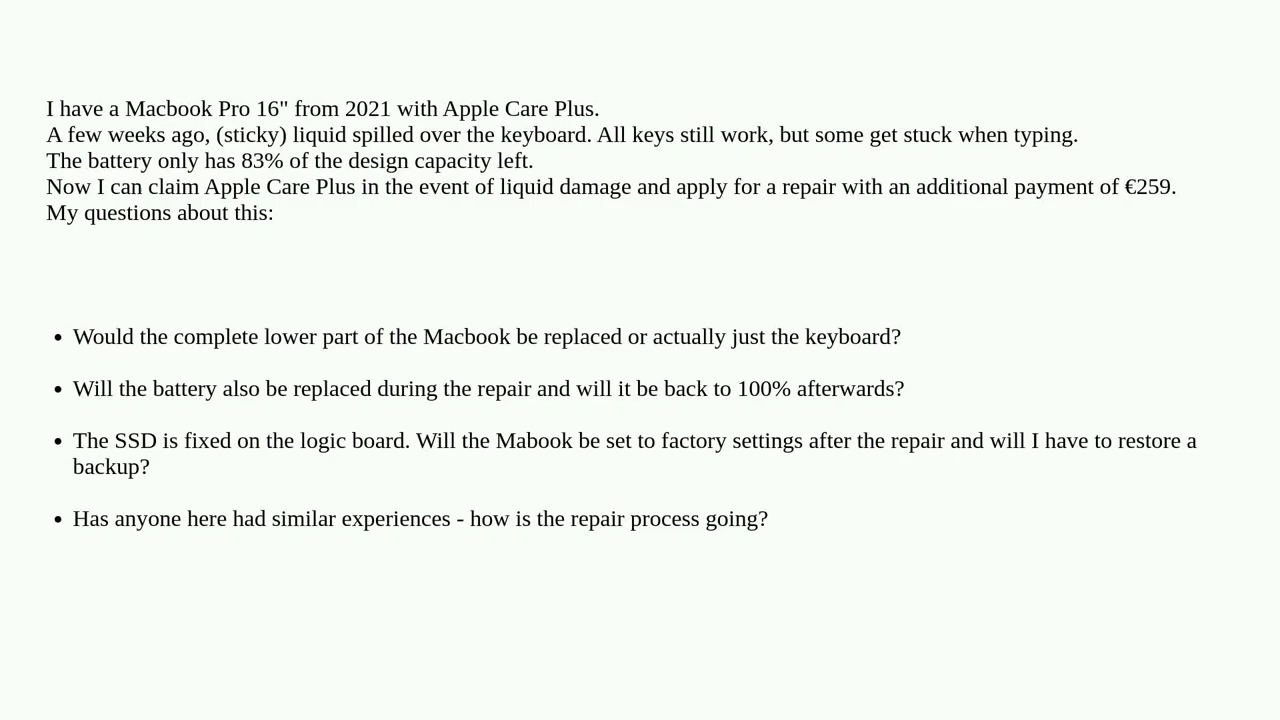 I have a Macbook Pro 16" from 2021 with Apple Care Plus.
A few weeks ago, (sticky) liquid spilled over the keyboard. All keys still work, but some get stuck when typing.
The battery only has 83% of the design capacity left.
Now I can claim Apple Care Plus in the event of liquid damage and apply for a repair with an additional payment of €259.
My questions about this:
• Would the complete lower part of the Macbook be replaced or actually just the keyboard?
• Will the battery also be replaced during the repair and will it be back to 100% afterwards?
• The SSD is fixed on the logic board. Will the Mabook be set to factory settings after the repair and will I have to restore a
backup?
• Has anyone here had similar experiences - how is the repair process going?